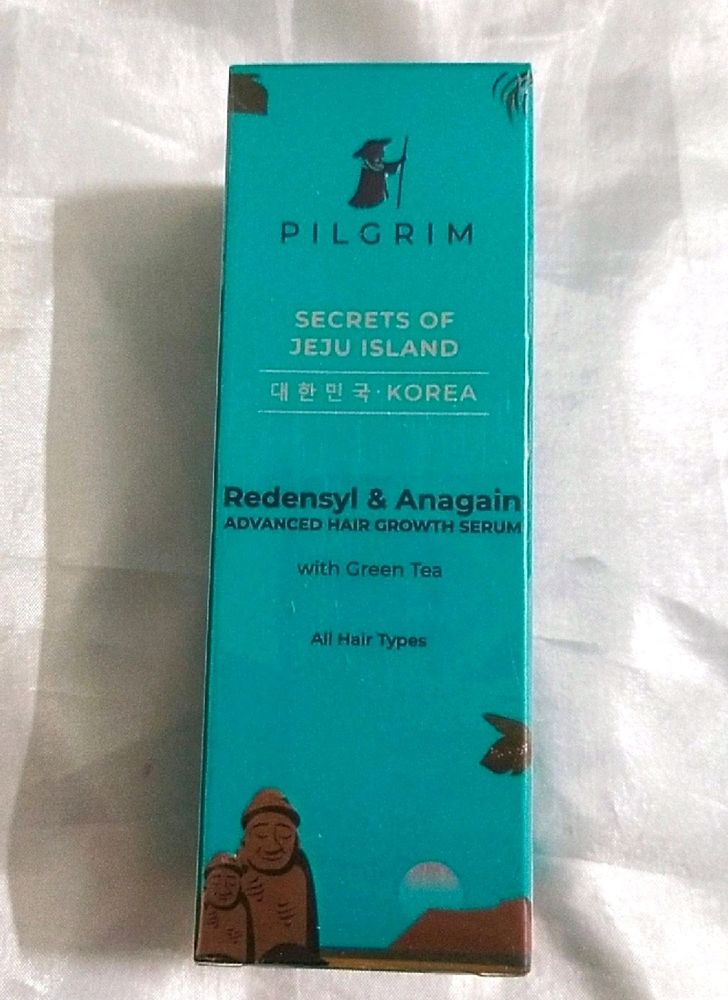 PILGRIM
SECRETS OF
JEJU ISLAND
대한민국·KOREA
Redensyl & Anagain
ADVANCED HAIR GROWTH SERUM
with Green Tea
All Hair Types